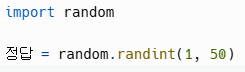 import random
정답 = random.randint(1, 50)